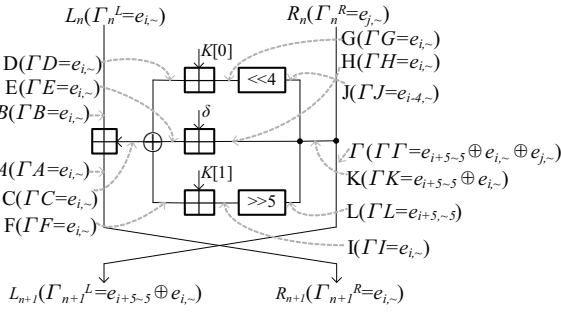 Lₙ(Γₙᴸ=eᵢ,~)
Rₙ(Γₙᴿ=eⱼ,~)
D(ΓD=eᵢ,~)
K[0]
G(ΓG=eᵢ,~)
E(ΓE=eᵢ,~)
<<4
H(ΓH=eᵢ,~)
B(ΓB=eᵢ,~)
δ
J(ΓJ=eᵢ₋₄,~)
A(ΓA=eᵢ,~)
K[1]
Γ(ΓΓ=eᵢ₊₅~₅⊕eᵢ,~⊕eⱼ,~)
C(ΓC=eᵢ,~)
>>5
K(ΓK=eᵢ₊₅~₅⊕eᵢ,~)
F(ΓF=eᵢ,~)
L(ΓL=eᵢ₊₅,~₅)
I(ΓI=eᵢ,~)
Lₙ₊₁(Γₙ₊₁ᴸ=eᵢ₊₅~₅⊕eᵢ,~)
Rₙ₊₁(Γₙ₊₁ᴿ=eᵢ,~)